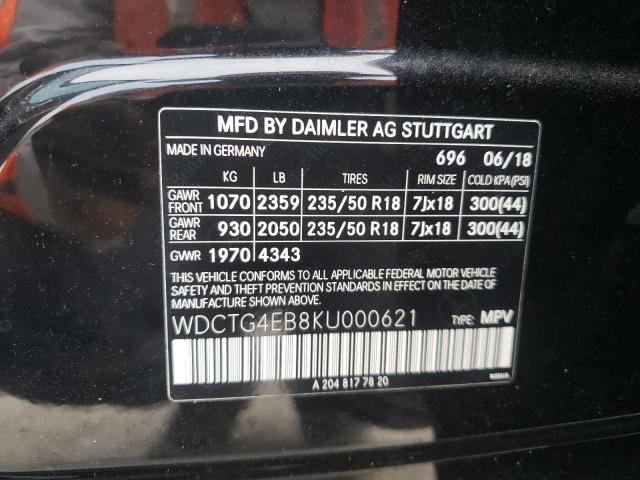 MFD BY DAIMLER AG STUTTGART
MADE IN GERMANY 696 06/18
KG LB TIRES RIM SIZE COLD KPA(PSI)
GAWR FRONT 1070 2359 235/50 R18 7Jx18 300(44)
GAWR REAR 930 2050 235/50 R18 7Jx18 300(44)
GVWR 1970 4343
THIS VEHICLE CONFORMS TO ALL APPLICABLE FEDERAL MOTOR VEHICLE
SAFETY AND THEFT PREVENTION STANDARDS IN EFFECT ON THE DATE OF
MANUFACTURE SHOWN ABOVE.
WDCTG4EB8KU000621 TYPE: MPV
A 204 817 78 20